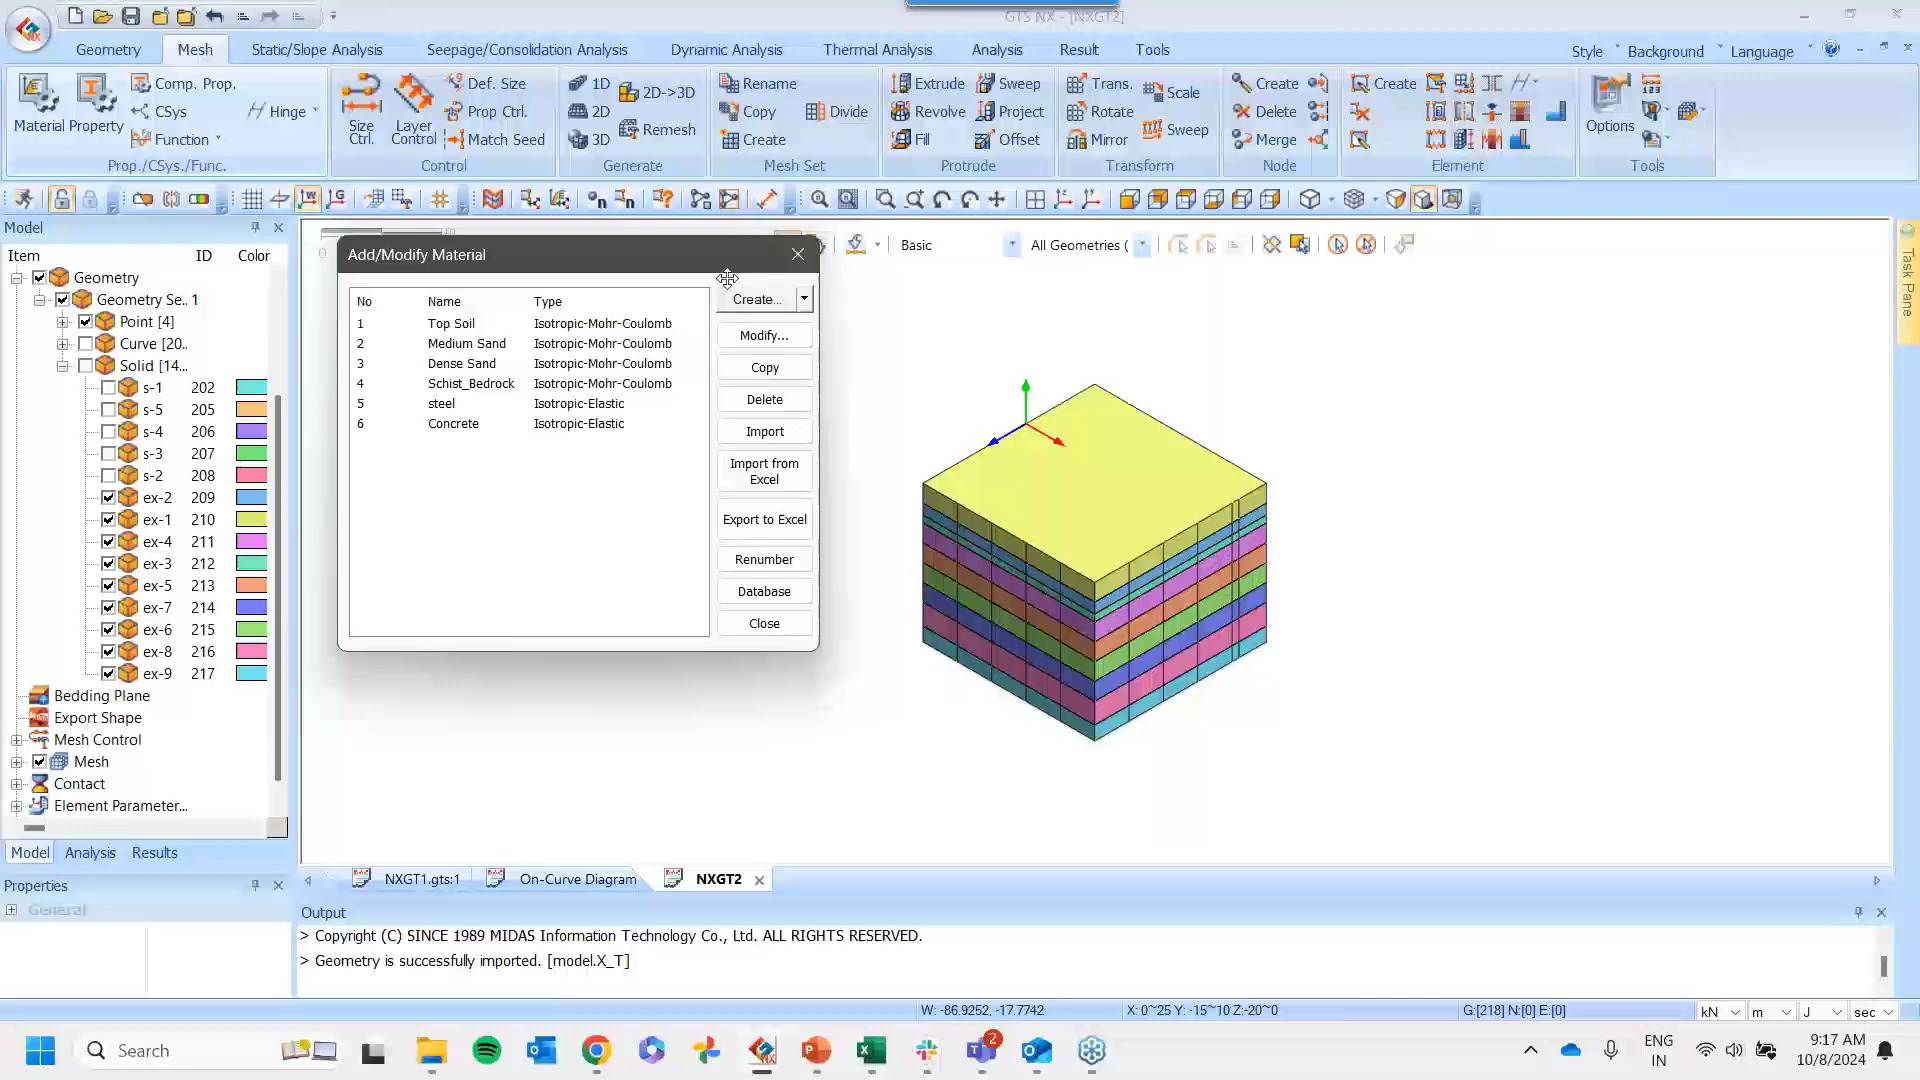 GTS NX - [NXGT2]
Geometry Mesh Static/Slope Analysis Seepage/Consolidation Analysis Dynamic Analysis Thermal Analysis Analysis Result Tools Style Background Language
Comp. Prop. Def. Size 1D 2D->3D Rename Extrude Sweep Trans. Scale Create Create
CSys Hinge Prop Ctrl. 2D Copy Divide Revolve Project Rotate Delete
Material Property Function Size Ctrl. Layer Control Match Seed 3D Remesh Create Fill Offset Mirror Sweep Merge Options
Prop./CSys./Func. Control Generate Mesh Set Protrude Transform Node Element Tools
Model
Item ID Color
Geometry
Geometry Se.. 1
Point [4]
Curve [20..
Solid [14...
s-1 202
s-5 205
s-4 206
s-3 207
s-2 208
ex-2 209
ex-1 210
ex-4 211
ex-3 212
ex-5 213
ex-7 214
ex-6 215
ex-8 216
ex-9 217
Bedding Plane
Export Shape
Mesh Control
Mesh
Contact
Element Parameter...
Model Analysis Results
Properties
General
Basic All Geometries (
Task Pane
Add/Modify Material
No Name Type
1 Top Soil Isotropic-Mohr-Coulomb
2 Medium Sand Isotropic-Mohr-Coulomb
3 Dense Sand Isotropic-Mohr-Coulomb
4 Schist_Bedrock Isotropic-Mohr-Coulomb
5 steel Isotropic-Elastic
6 Concrete Isotropic-Elastic
Create...
Modify...
Copy
Delete
Import
Import from
Excel
Export to Excel
Renumber
Database
Close
NXGT1.gts:1 On-Curve Diagram NXGT2
Output
> Copyright (C) SINCE 1989 MIDAS Information Technology Co., Ltd. ALL RIGHTS RESERVED.
> Geometry is successfully imported. [model.X_T]
W: -86.9252, -17.7742 X: 0~25 Y: -15~10 Z:-20~0 G:[218] N:[0] E:[0] kN m J sec
Search
2
ENG
IN
9:17 AM
10/8/2024